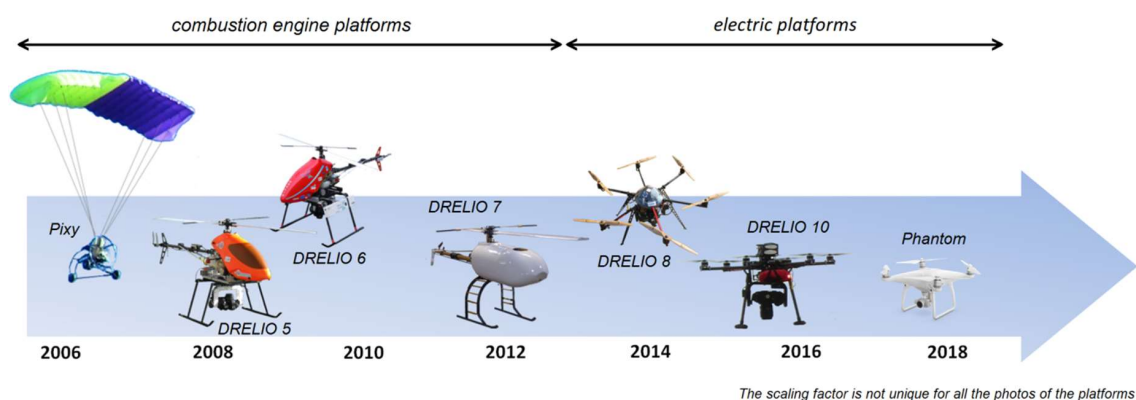 combustion engine platforms
electric platforms
Pixy
DRELIO 5
DRELIO 6
DRELIO 7
DRELIO 8
DRELIO 10
Phantom
2006
2008
2010
2012
2014
2016
2018
The scaling factor is not unique for all the photos of the platforms